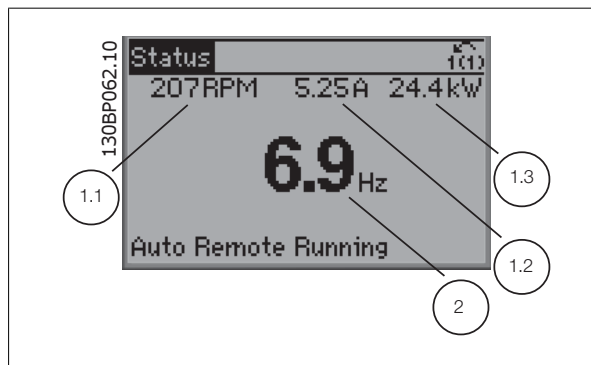 130BP062.10
Status
1(1)
207RPM 5.25A 24.4kW
6.9Hz
Auto Remote Running
1.1
1.3
1.2
2